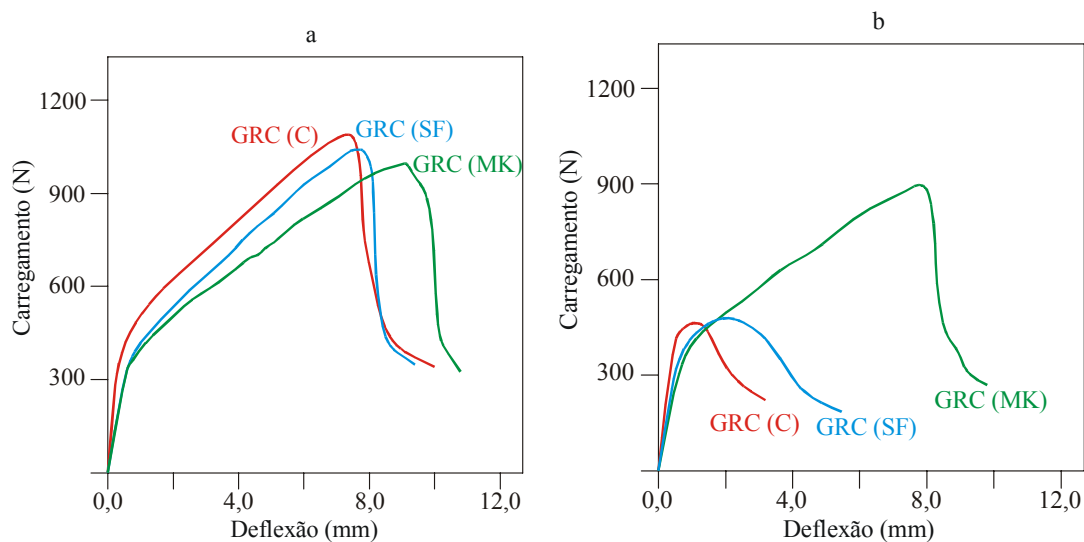 a
1200
900
600
300
Carregamento (N)
GRC (C)
GRC (SF)
GRC (MK)
0,0
4,0
8,0
12,0
Deflexão (mm)
b
1200
900
600
300
Carregamento (N)
GRC (C)
GRC (SF)
GRC (MK)
0,0
4,0
8,0
12,0
Deflexão (mm)